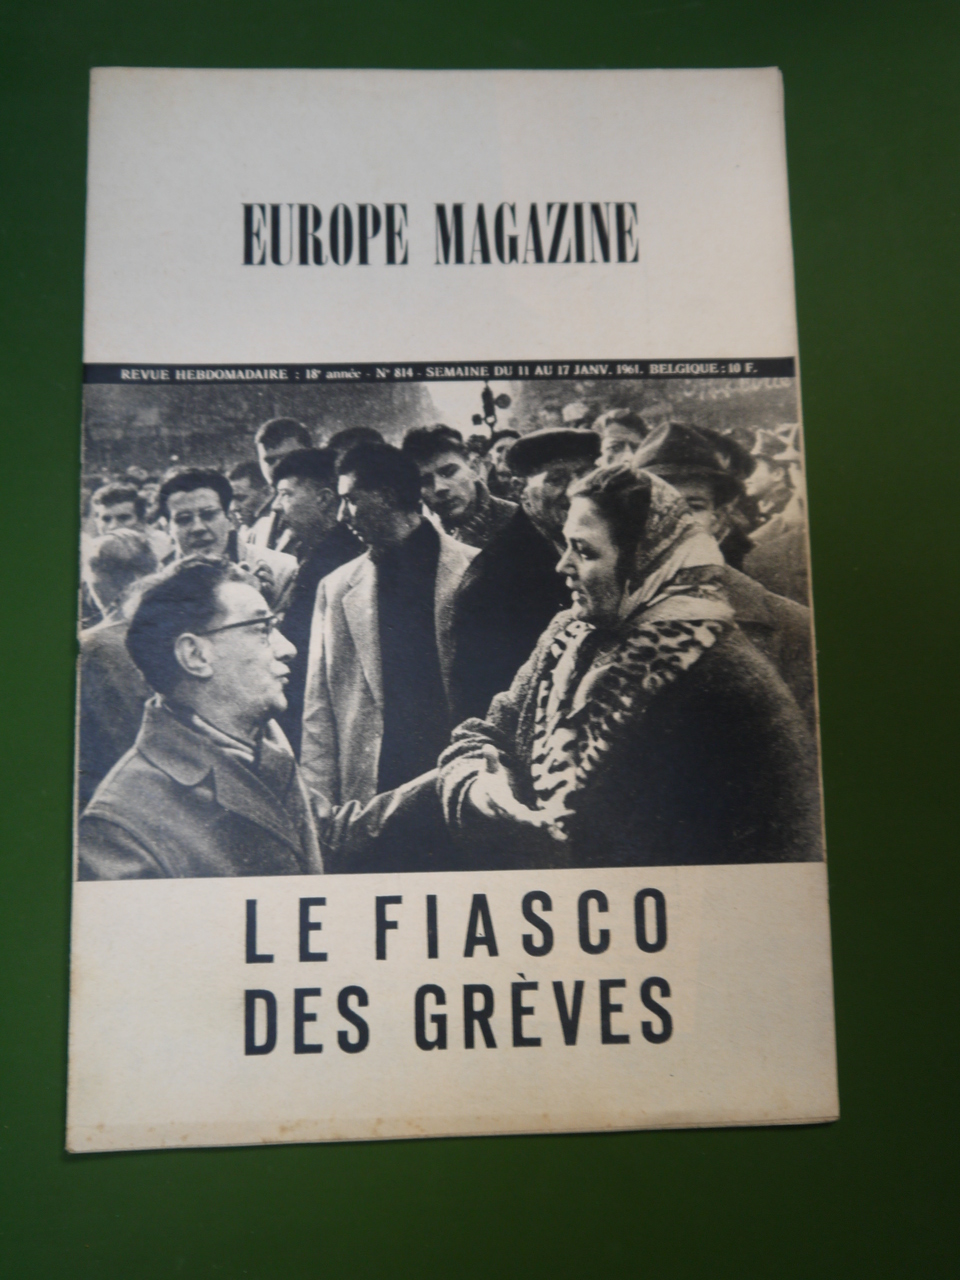 EUROPE MAGAZINE
REVUE HEBDOMADAIRE : 18e année - N° 814 - SEMAINE DU 11 AU 17 JANV. 1961. BELGIQUE : 10 F.
LE FIASCO
DES GRÈVES